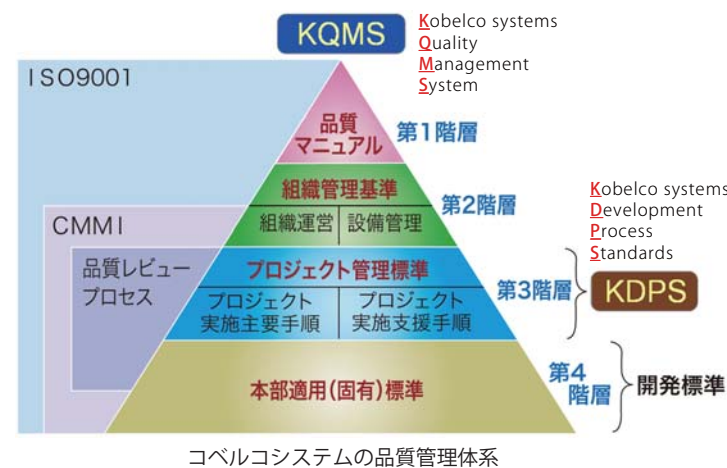 KQMS
Kobelco systems
Quality
Management
System
ISO9001
品質
マニュアル
第1階層
組織管理基準
組織運営
設備管理
第2階層
CMMI
Kobelco systems
Development
Process
Standards
品質レビュー
プロセス
プロジェクト管理標準
プロジェクト
実施主要手順
プロジェクト
実施支援手順
第3階層
KDPS
本部適用(固有)標準
第4
階層
開発標準
コベルコシステムの品質管理体系